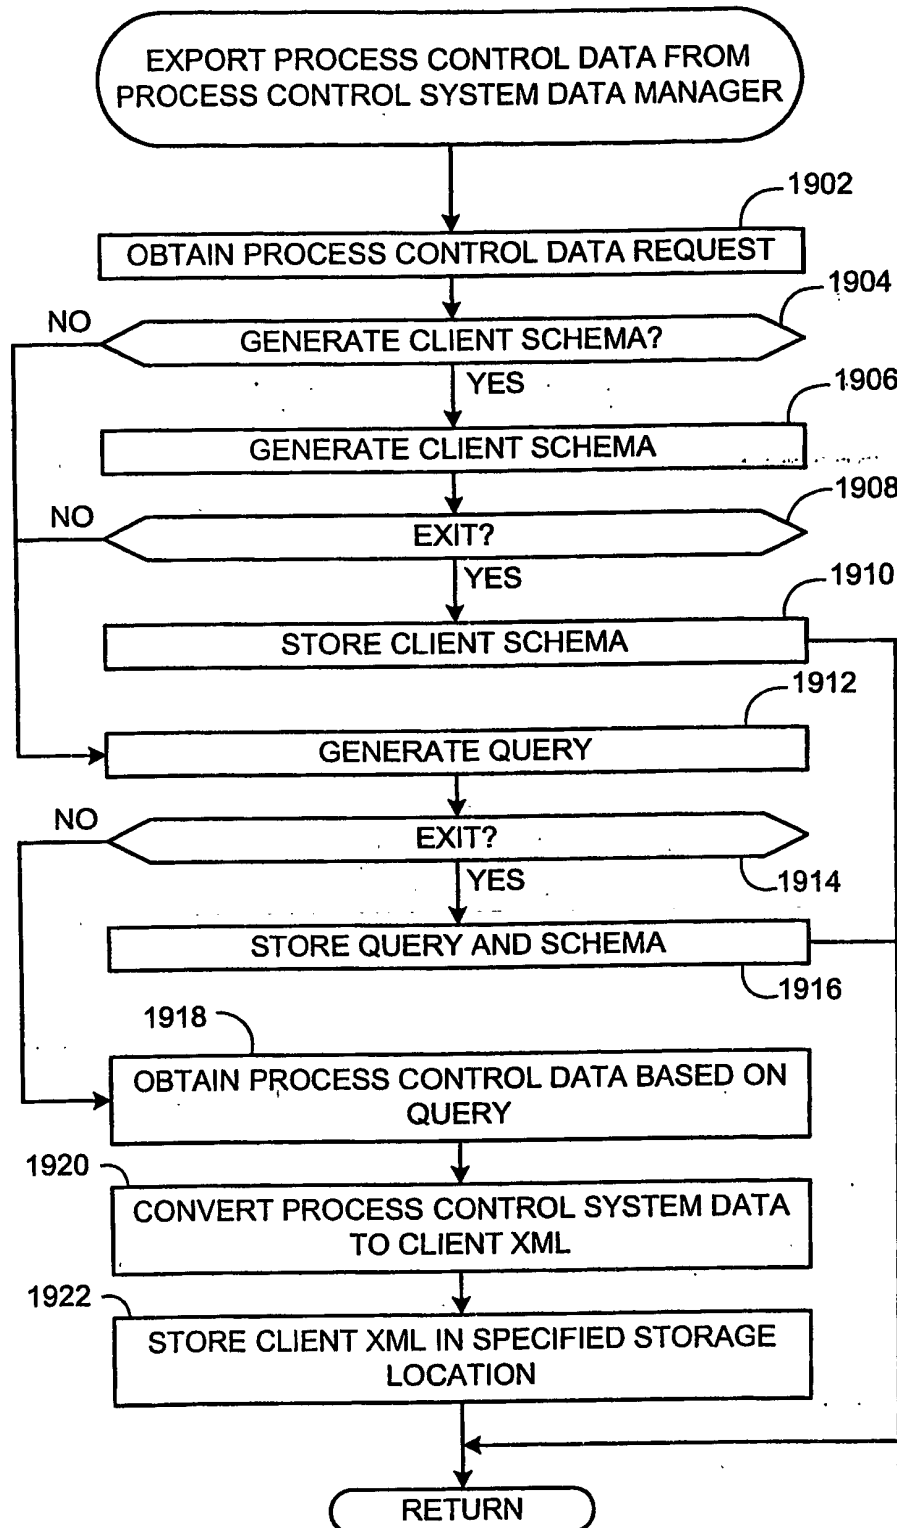 EXPORT PROCESS CONTROL DATA FROM
PROCESS CONTROL SYSTEM DATA MANAGER
1902
OBTAIN PROCESS CONTROL DATA REQUEST
1904
NO
GENERATE CLIENT SCHEMA?
YES
1906
GENERATE CLIENT SCHEMA
1908
NO
EXIT?
YES
1910
STORE CLIENT SCHEMA
1912
GENERATE QUERY
NO
EXIT?
YES
1914
STORE QUERY AND SCHEMA
1916
1918
OBTAIN PROCESS CONTROL DATA BASED ON
QUERY
1920
CONVERT PROCESS CONTROL SYSTEM DATA
TO CLIENT XML
1922
STORE CLIENT XML IN SPECIFIED STORAGE
LOCATION
RETURN